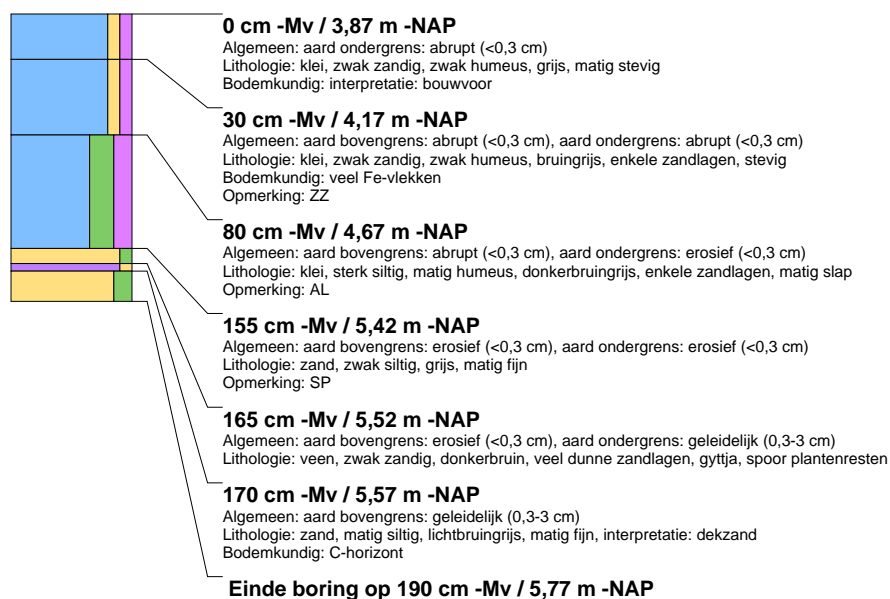 0 cm -Mv / 3,87 m -NAP
Algemeen: aard ondergrens: abrupt (<0,3 cm)
Lithologie: klei, zwak zandig, zwak humeus, grijs, matig stevig
Bodemkundig: interpretatie: bouwvoor
30 cm -Mv / 4,17 m -NAP
Algemeen: aard bovengrens: abrupt (<0,3 cm), aard ondergrens: abrupt (<0,3 cm)
Lithologie: klei, zwak zandig, zwak humeus, bruingrijs, enkele zandlagen, stevig
Bodemkundig: veel Fe-vlekken
Opmerking: ZZ
80 cm -Mv / 4,67 m -NAP
Algemeen: aard bovengrens: abrupt (<0,3 cm), aard ondergrens: erosief (<0,3 cm)
Lithologie: klei, sterk siltig, matig humeus, donkerbruingrijs, enkele zandlagen, matig slap
Opmerking: AL
155 cm -Mv / 5,42 m -NAP
Algemeen: aard bovengrens: erosief (<0,3 cm), aard ondergrens: erosief (<0,3 cm)
Lithologie: zand, zwak siltig, grijs, matig fijn
Opmerking: SP
165 cm -Mv / 5,52 m -NAP
Algemeen: aard bovengrens: erosief (<0,3 cm), aard ondergrens: geleidelijk (0,3-3 cm)
Lithologie: veen, zwak zandig, donkerbruin, veel dunne zandlagen, gyttja, spoor plantenresten
170 cm -Mv / 5,57 m -NAP
Algemeen: aard bovengrens: geleidelijk (0,3-3 cm)
Lithologie: zand, matig siltig, lichtbruingrijs, matig fijn, interpretatie: dekzand
Bodemkundig: C-horizont
Einde boring op 190 cm -Mv / 5,77 m -NAP